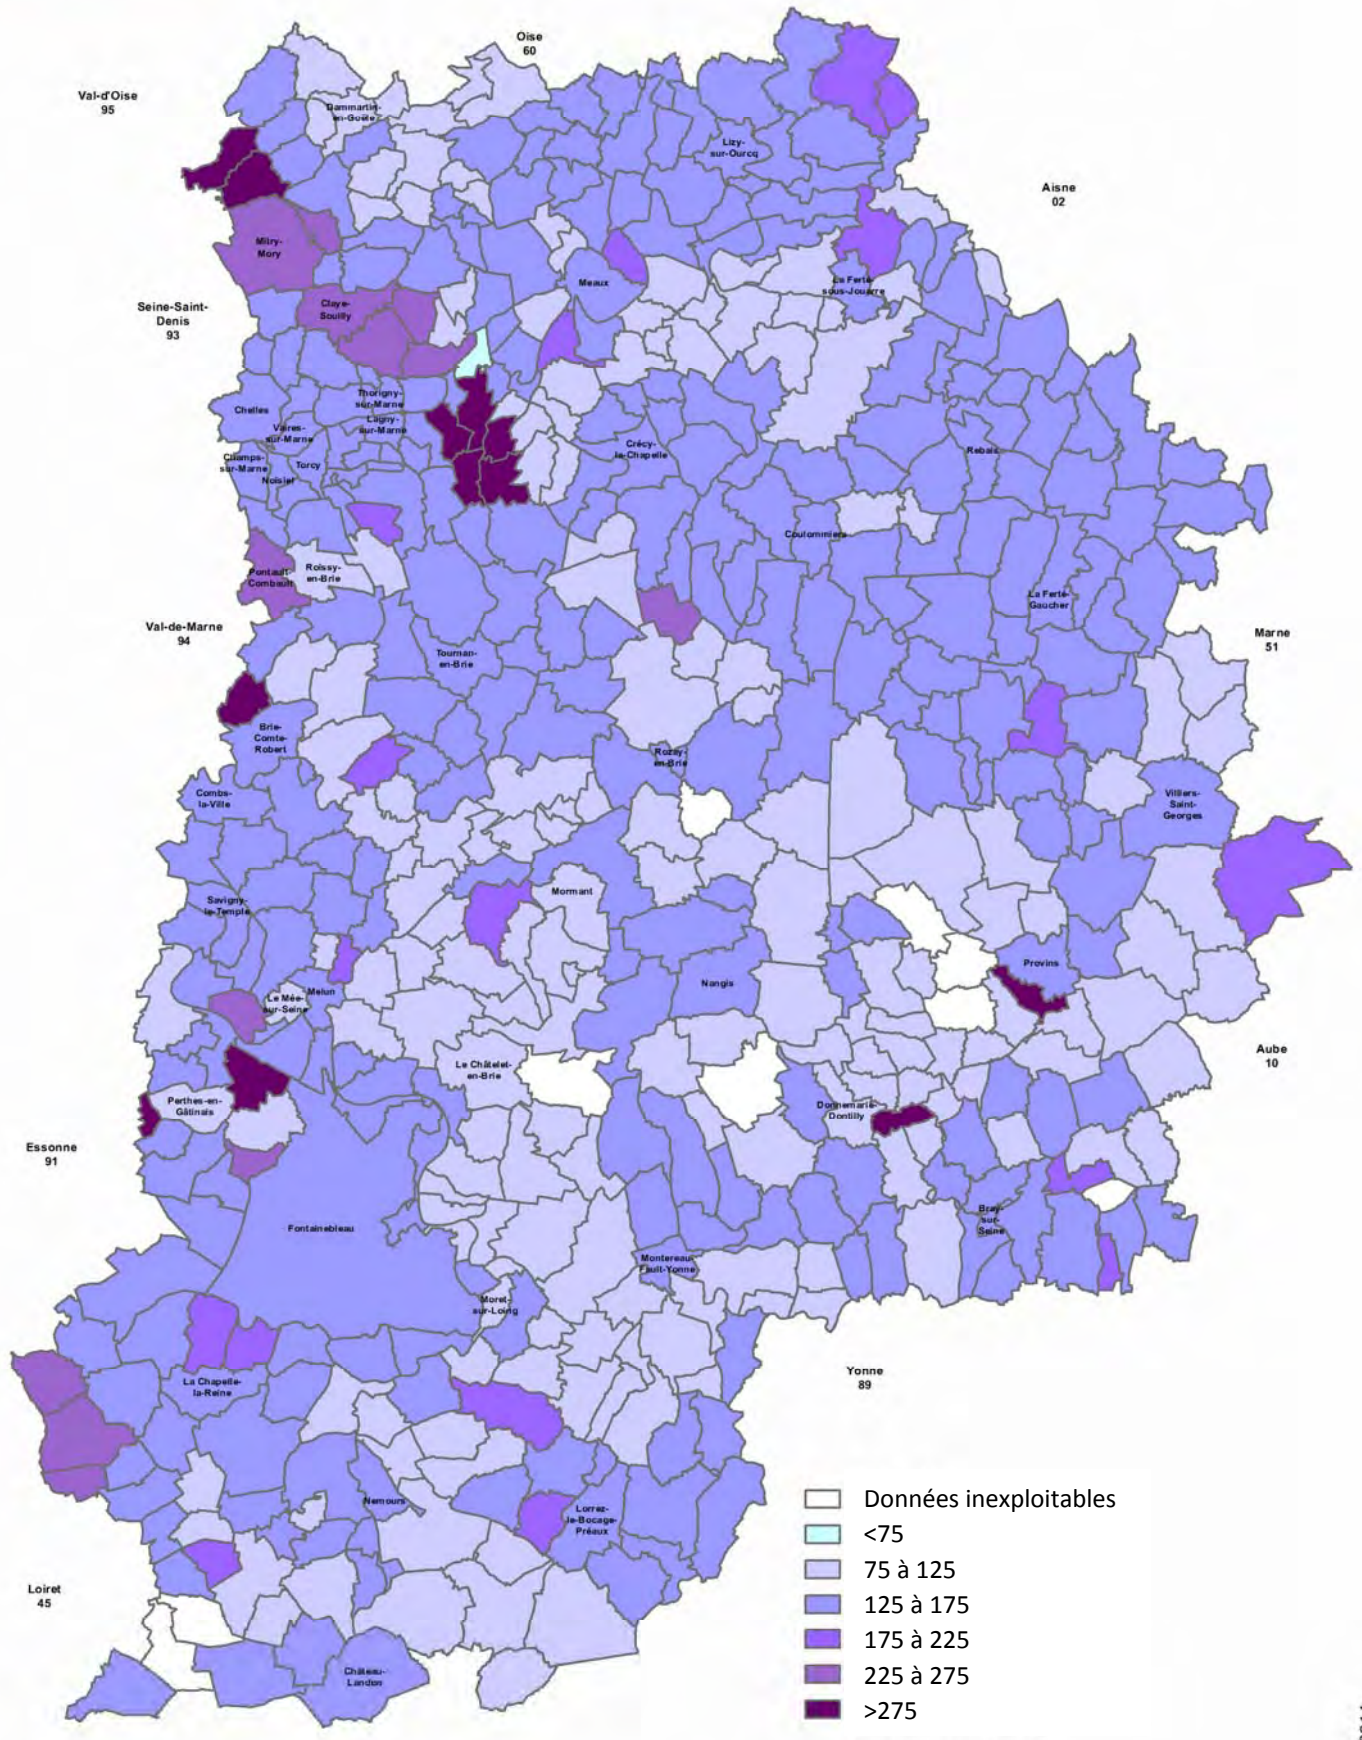 Oise
60
Val-d'Oise
95
Dammartin-
en-Goële
Lizy-
sur-Ourcq
Aisne
02
Mitry-
Mory
Meaux
La Ferté-
sous-Jouarre
Seine-Saint-
Denis
93
Claye-
Souilly
Thorigny-
sur-Marne
Lagny-
sur-Marne
Chelles
Vaires-
sur-Marne
Champs-
sur-Marne
Torcy
Noisiel
Crécy-
la-Chapelle
Rebais
Coulommiers
Pontault-
Combault
Roissy-
en-Brie
La Ferté-
Gaucher
Val-de-Marne
94
Marne
51
Tournan-
en-Brie
Brie-
Comte-
Robert
Rozay-
en-Brie
Combs-
la-Ville
Villiers-
Saint-
Georges
Savigny-
le-Temple
Mormant
Provins
Nangis
Melun
Le Mée-
sur-Seine
Aube
10
Le Châtelet-
en-Brie
Perthes-en-
Gâtinais
Donnemarie-
Dontilly
Essonne
91
Fontainebleau
Bray-
sur-
Seine
Montereau-
Fault-Yonne
Moret-
sur-Loing
Yonne
89
La Chapelle-
la-Reine
Nemours
Lorrez-
le-Bocage-
Préaux
Loiret
45
Château-
Landon
Données inexploitables
<75
75 à 125
125 à 175
175 à 225
225 à 275
>275